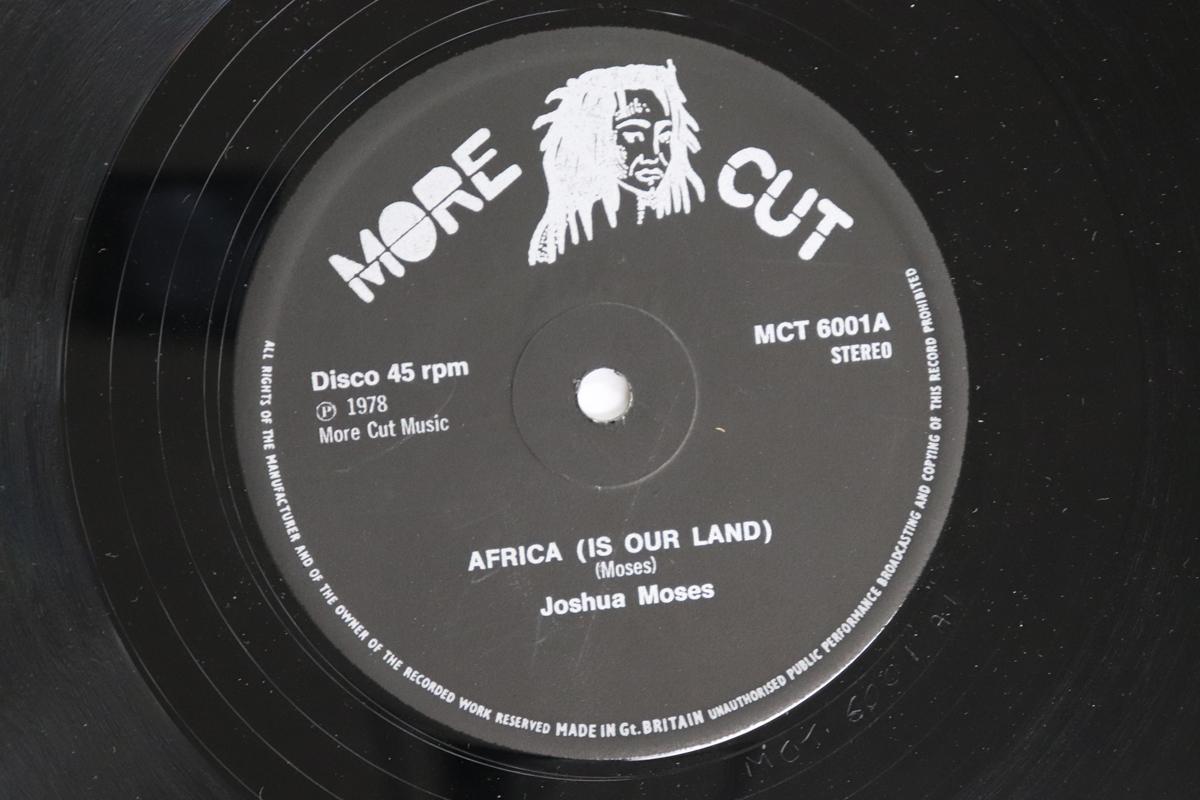 MORE CUT
MCT 6001A
STEREO
Disco 45 rpm
Ⓟ 1978
More Cut Music
AFRICA (IS OUR LAND)
(Moses)
Joshua Moses
ALL RIGHTS OF THE MANUFACTURER AND OF THE OWNER OF THE RECORDED WORK RESERVED MADE IN Gt. BRITAIN UNAUTHORISED PUBLIC PERFORMANCE BROADCASTING AND COPYING OF THIS RECORD PROHIBITED